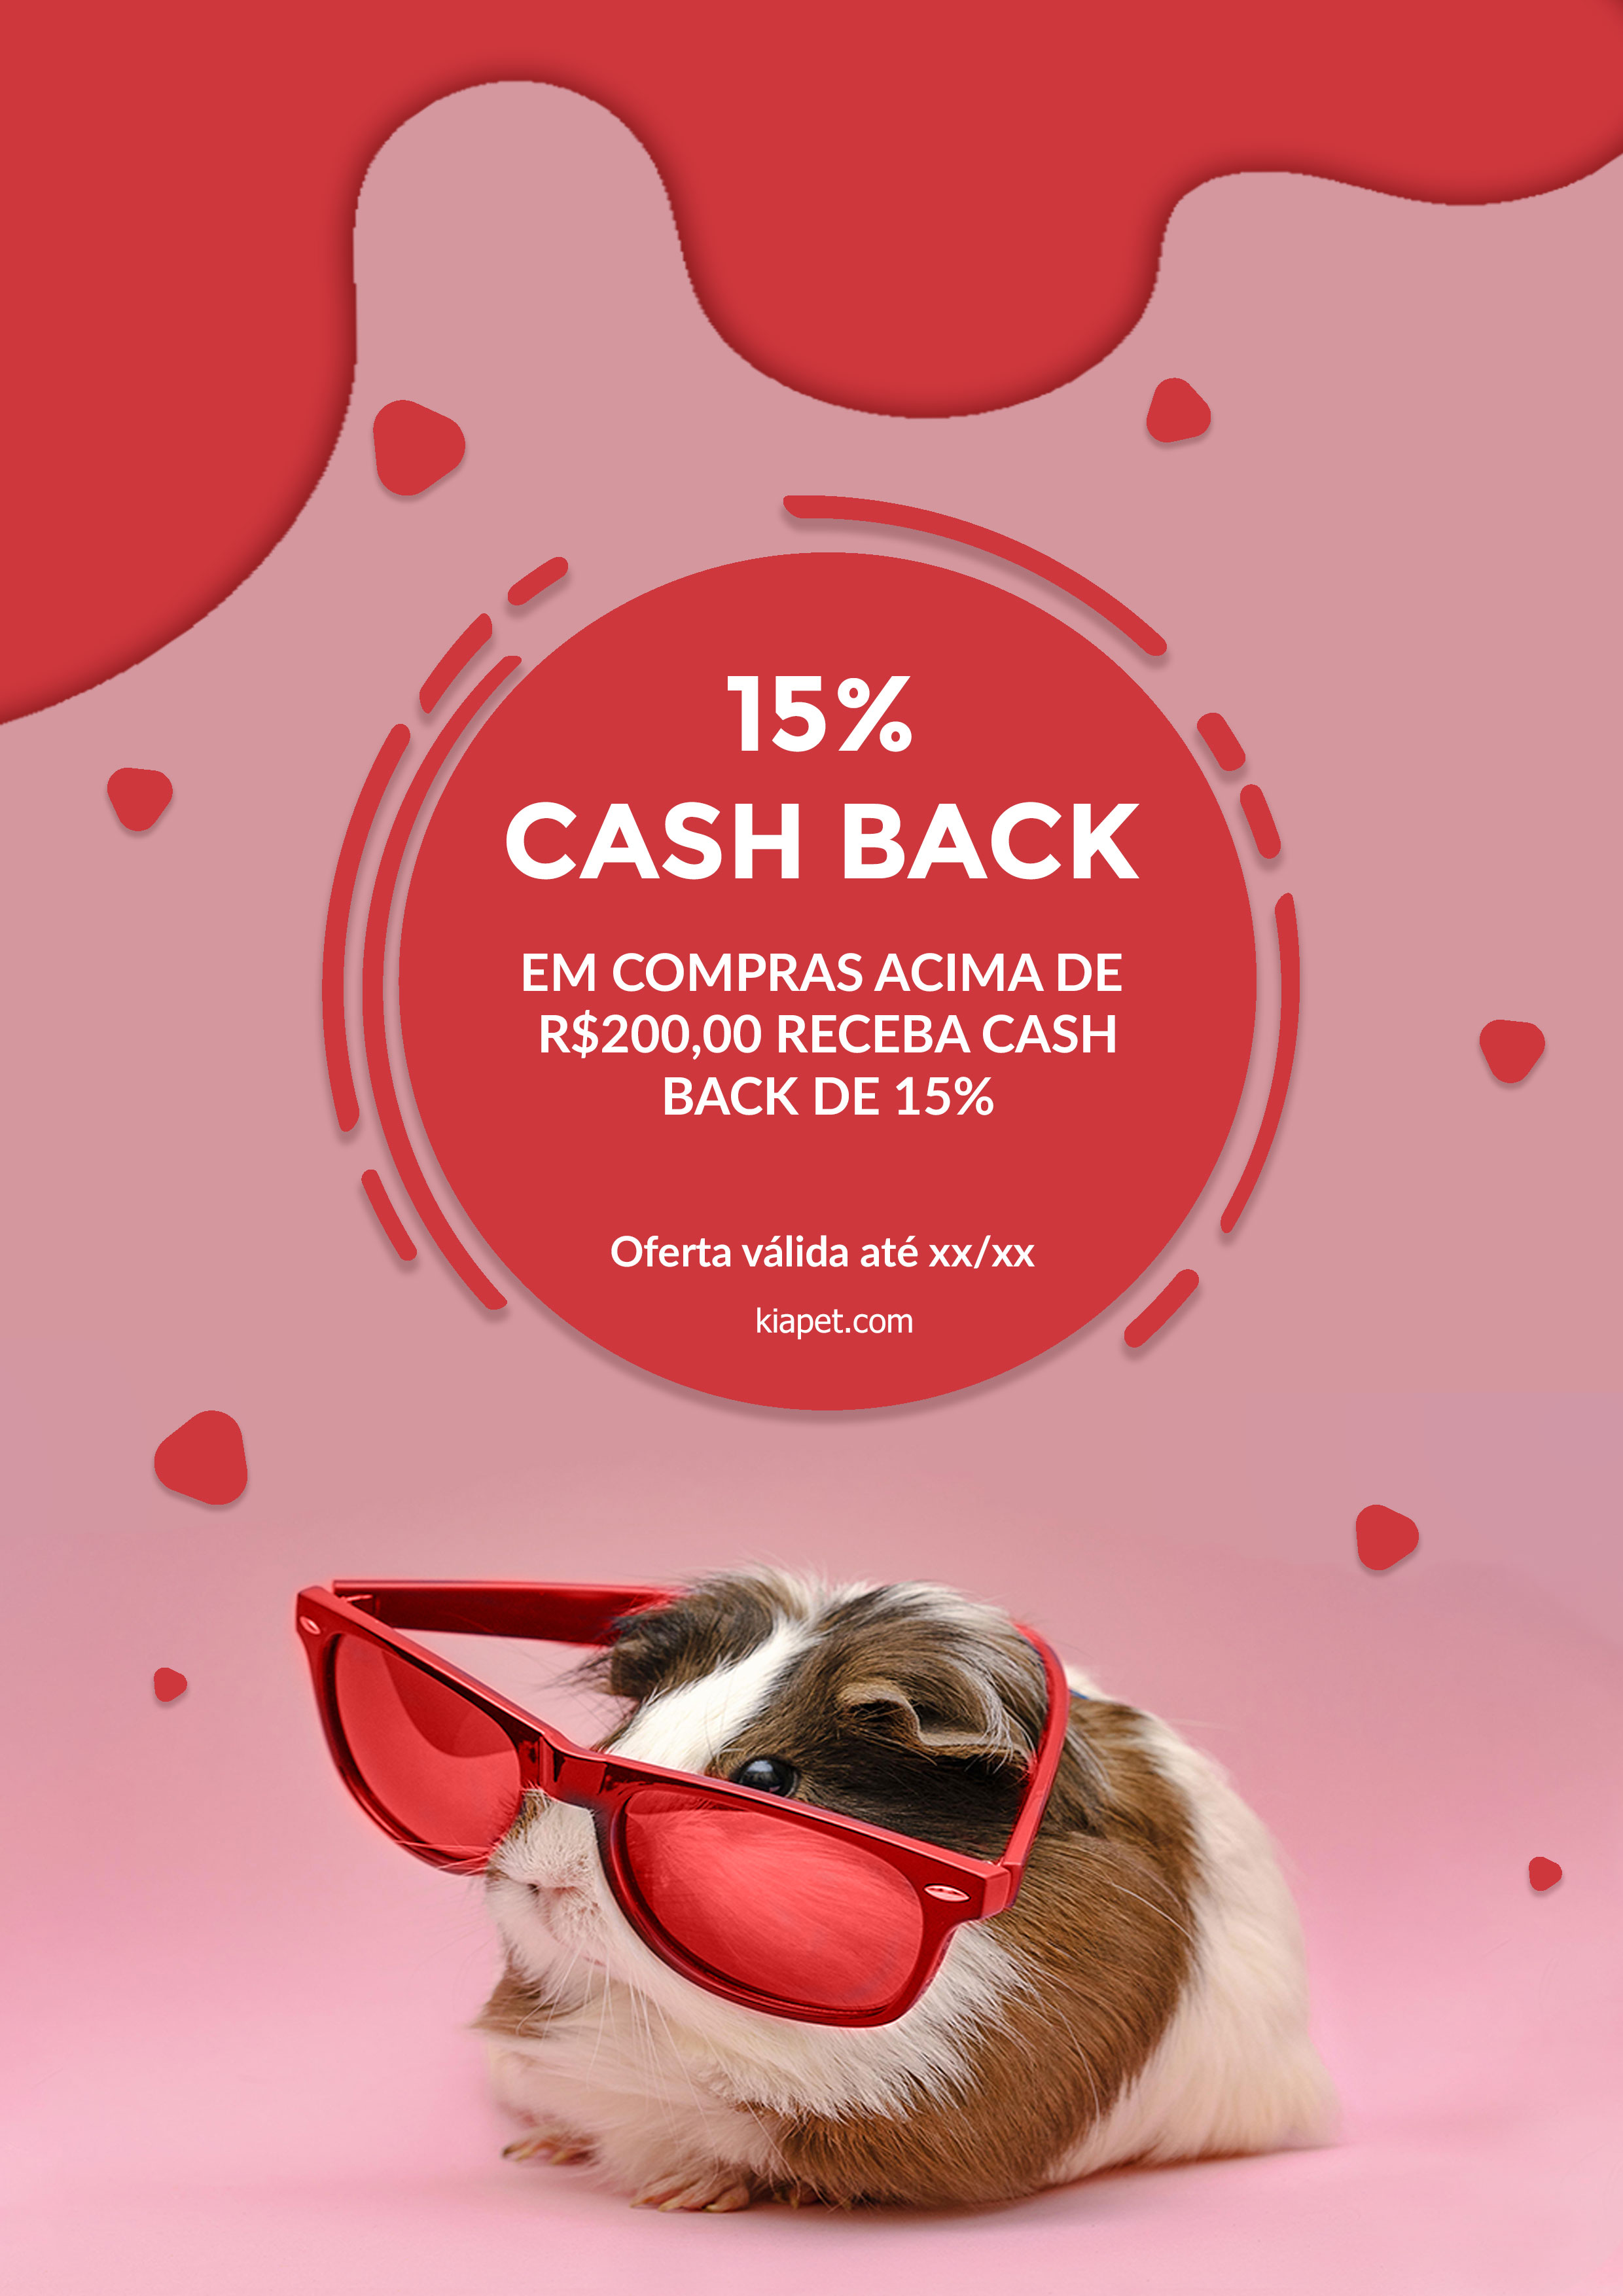 15%
CASH BACK
EM COMPRAS ACIMA DE
R$200,00 RECEBA CASH
BACK DE 15%
Oferta válida até xx/xx
kiapet.com